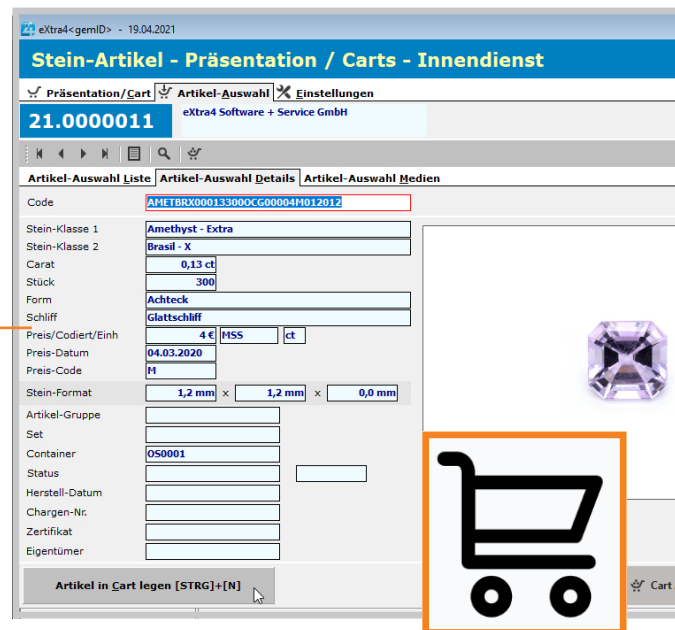 eXtra4<gemID> - 19.04.2021
Stein-Artikel - Präsentation / Carts - Innendienst
Präsentation/Cart Artikel-Auswahl Einstellungen
21.0000011 eXtra4 Software + Service GmbH
Artikel-Auswahl Liste Artikel-Auswahl Details Artikel-Auswahl Medien
Code AMETBRX00013300OCG00004M012012
Stein-Klasse 1 Amethyst - Extra
Stein-Klasse 2 Brasil - X
Carat 0,13 ct
Stück 300
Form Achteck
Schliff Glattschliff
Preis/Codiert/Einh 4 € MSS ct
Preis-Datum 04.03.2020
Preis-Code M
Stein-Format 1,2 mm x 1,2 mm x 0,0 mm
Artikel-Gruppe
Set
Container OS0001
Status
Herstell-Datum
Chargen-Nr.
Zertifikat
Eigentümer
Artikel in Cart legen [STRG]+[N] Cart